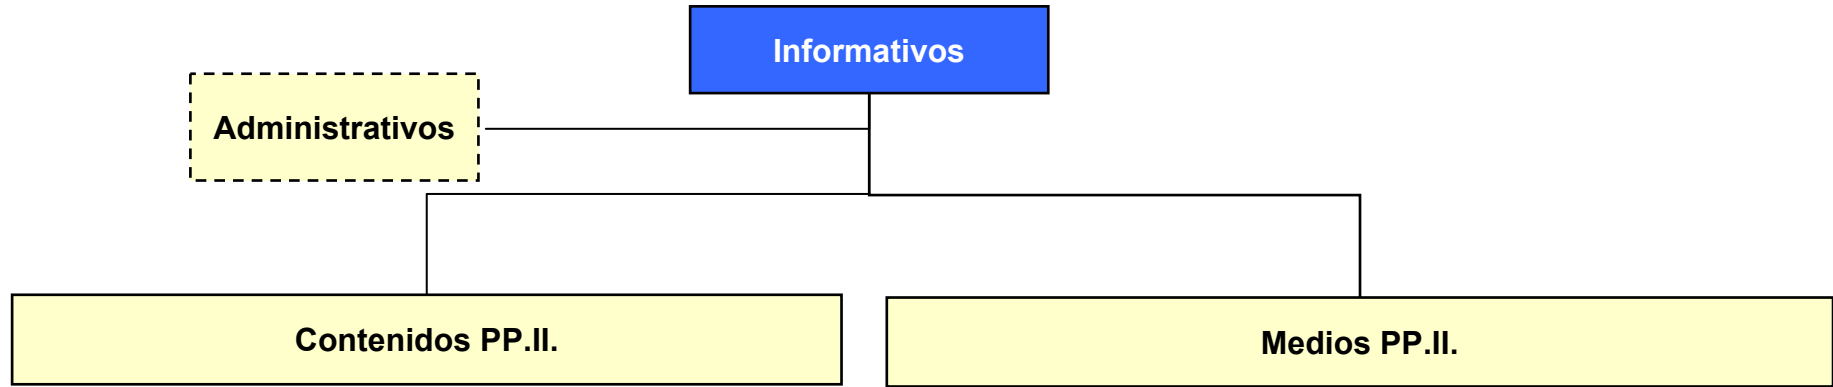 Informativos
Administrativos
Contenidos PP.II.
Medios PP.II.